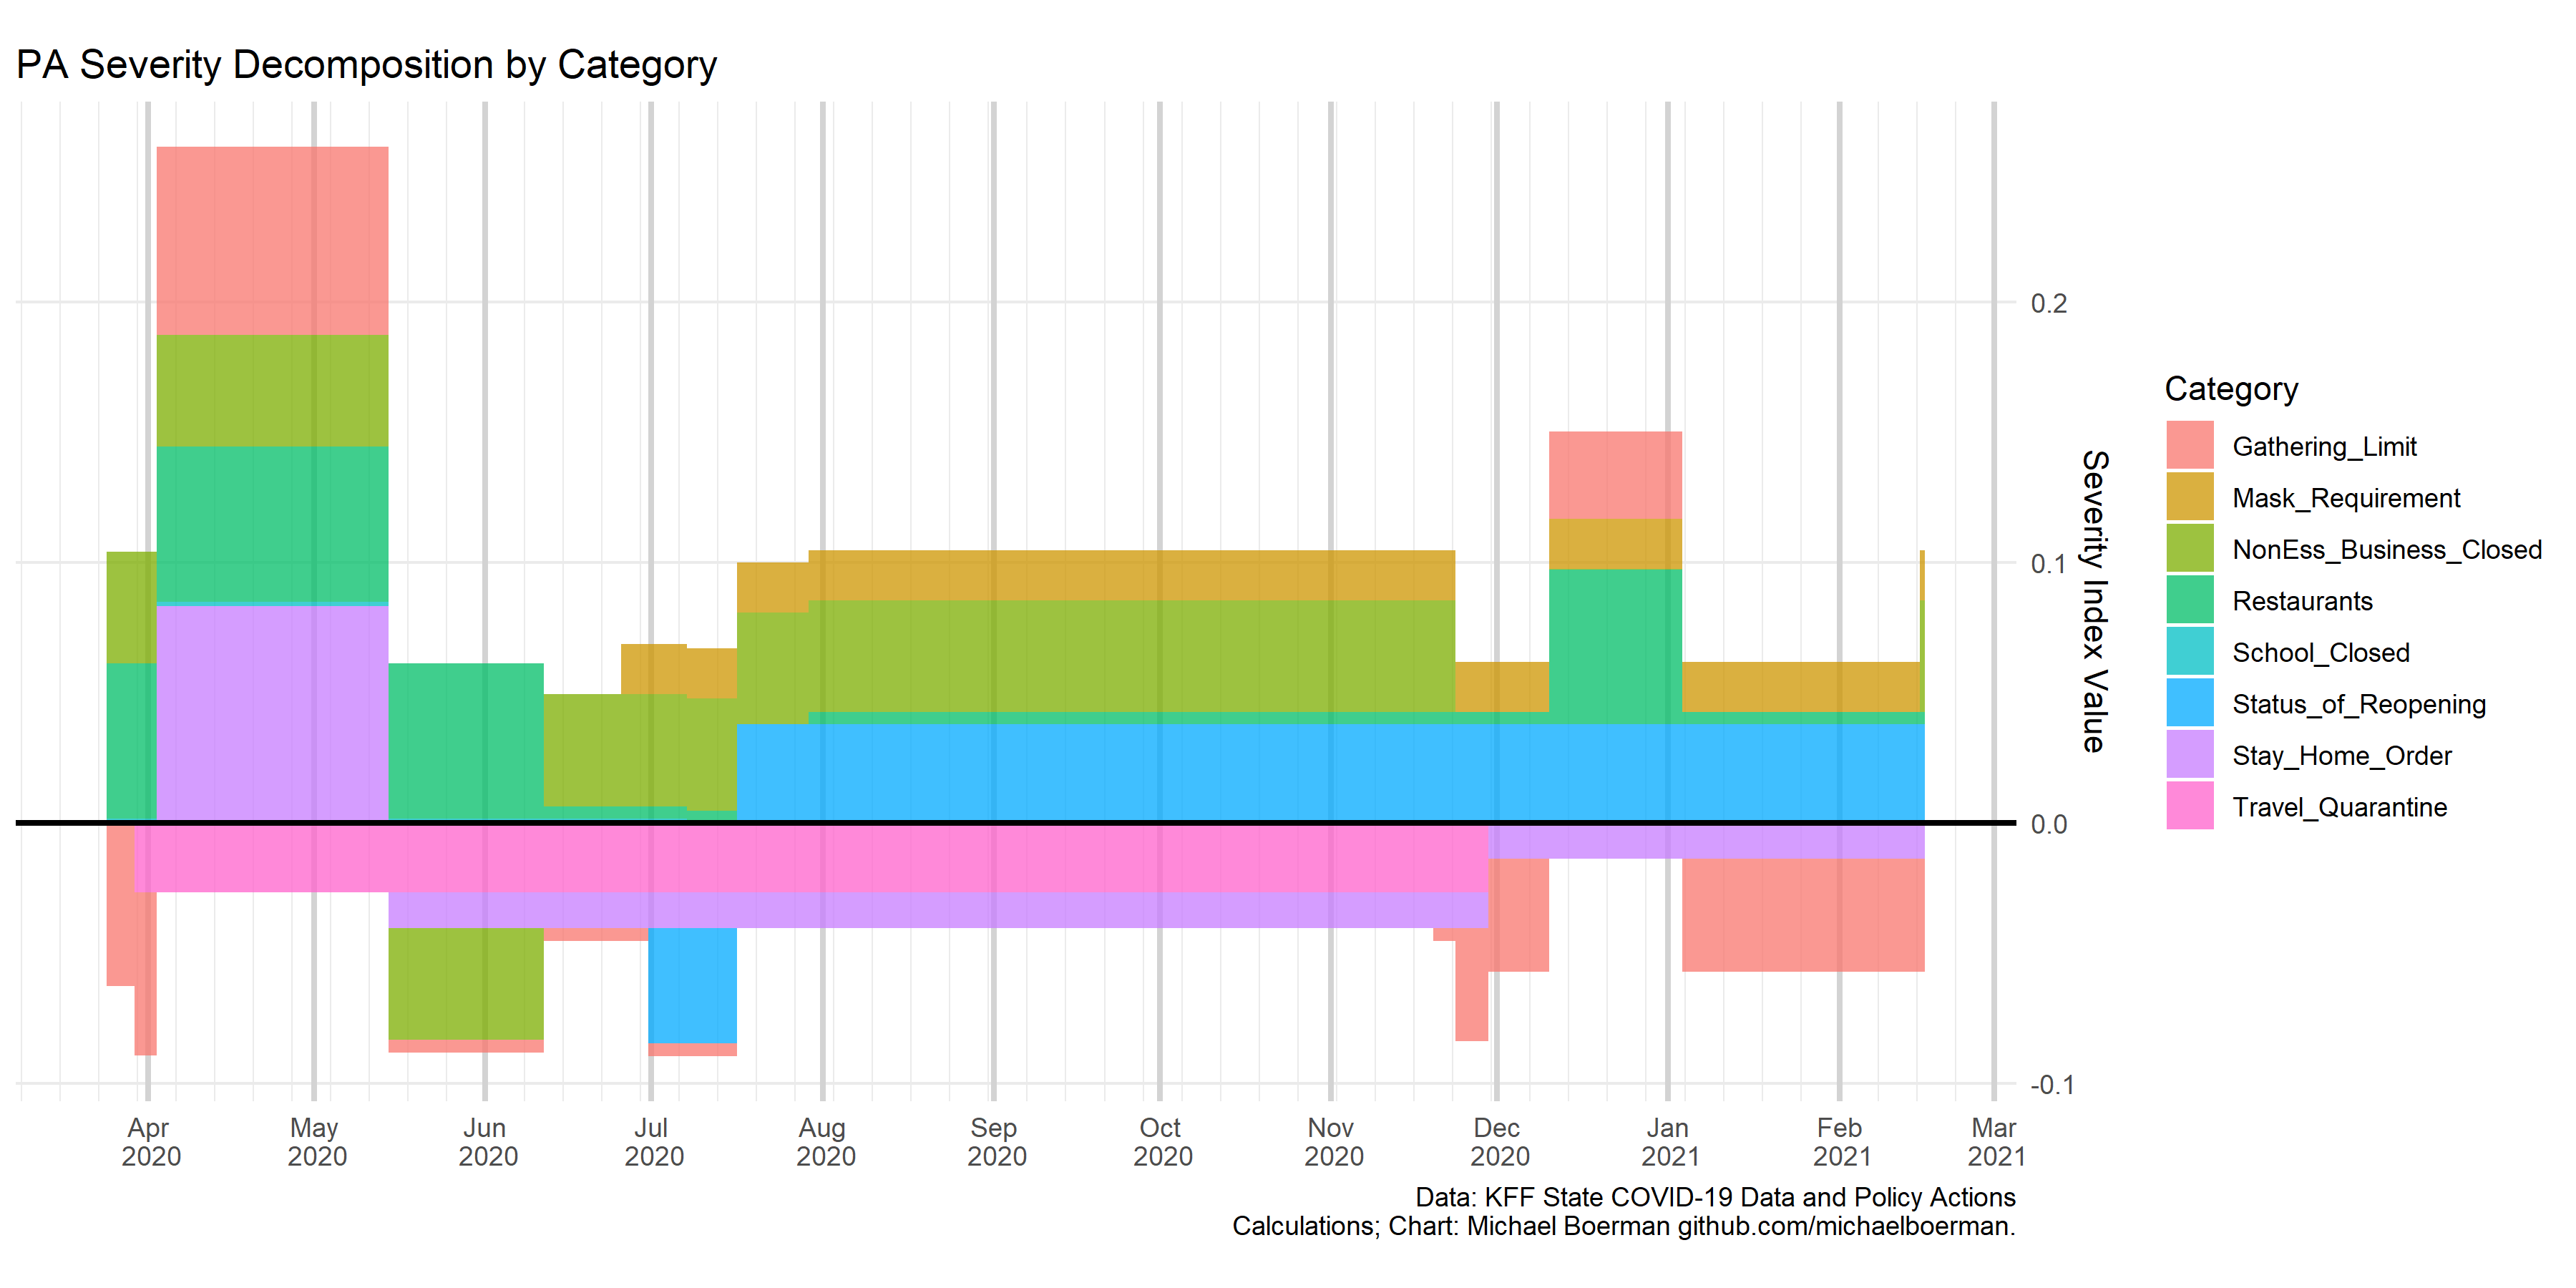 PA Severity Decomposition by Category
0.2
0.1
0.0
-0.1
Severity Index Value
Category
Gathering_Limit
Mask_Requirement
NonEss_Business_Closed
Restaurants
School_Closed
Status_of_Reopening
Stay_Home_Order
Travel_Quarantine
Apr May Jun Jul Aug Sep Oct Nov Dec Jan Feb Mar
2020 2020 2020 2020 2020 2020 2020 2020 2020 2021 2021 2021
Data: KFF State COVID-19 Data and Policy Actions
Calculations; Chart: Michael Boerman github.com/michaelboerman.